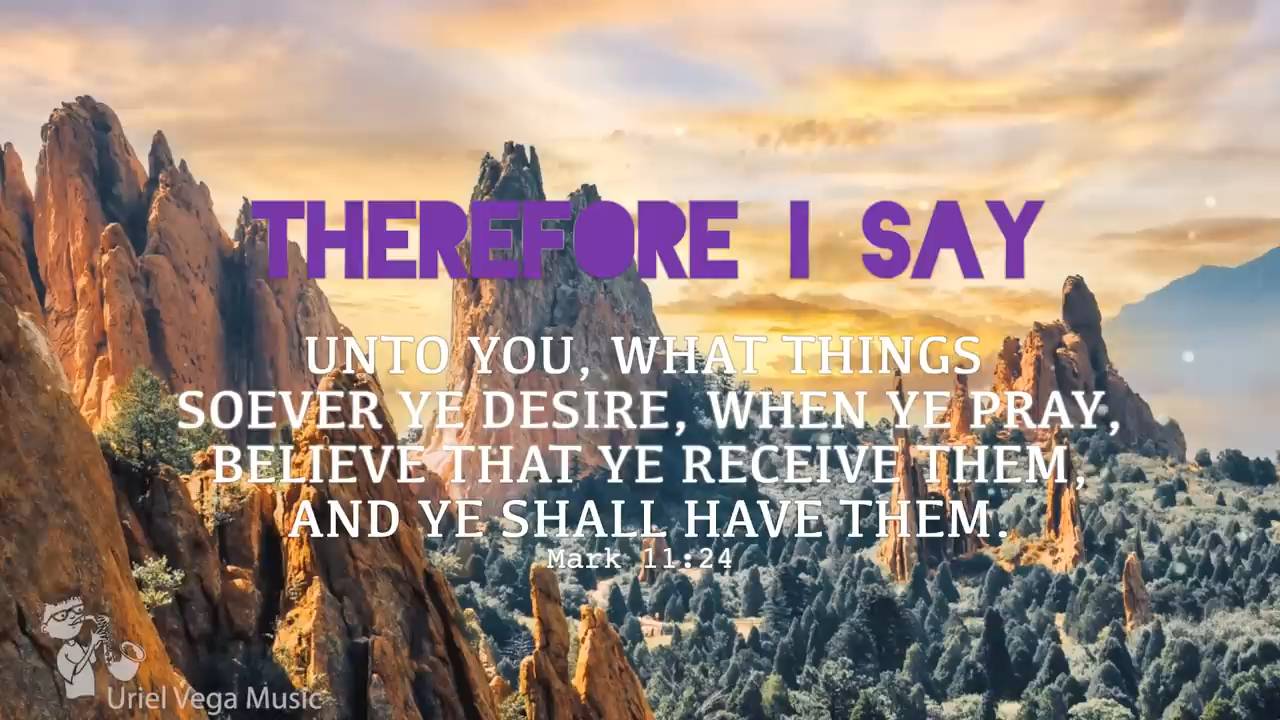 THEREFORE I SAY
UNTO YOU, WHAT THINGS
SOEVER YE DESIRE, WHEN YE PRAY,
BELIEVE THAT YE RECEIVE THEM,
AND YE SHALL HAVE THEM.
Mark 11:24
Uriel Vega Music